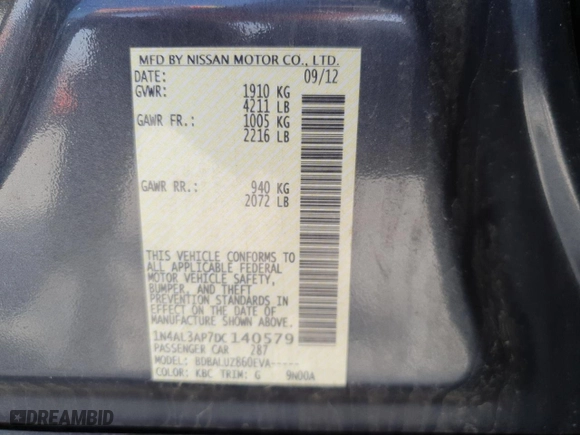 MFD BY NISSAN MOTOR CO., LTD.
DATE: 09/12
GVWR: 1910 KG
4211 LB
GAWR FR.: 1005 KG
2216 LB
GAWR RR.: 940 KG
2072 LB
THIS VEHICLE CONFORMS TO
ALL APPLICABLE FEDERAL
MOTOR VEHICLE SAFETY,
BUMPER, AND THEFT
PREVENTION STANDARDS IN
EFFECT ON THE DATE OF
MANUFACTURE SHOWN ABOVE.
1N4AL3AP7DC140579
PASSENGER CAR 287
MODEL: BDBALUZB60EVA-----
COLOR: KBC TRIM: G 9N00A
DREAMBID